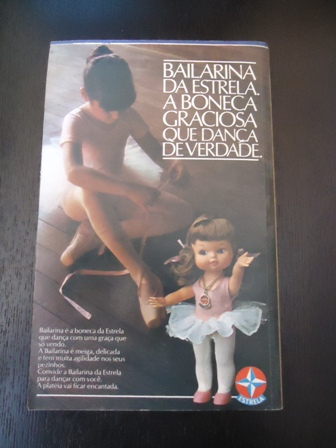 BAILARINA
DA ESTRELA.
A BONECA
GRACIOSA
QUE DANÇA
DE VERDADE.
Bailarina é a boneca da Estrela
que dança com uma graça que
só vendo.
A Bailarina é meiga, delicada
e tem muita agilidade nos seus
pezinhos.
Convide a Bailarina da Estrela
para dançar com você.
A platéia vai ficar encantada.
ESTRELA